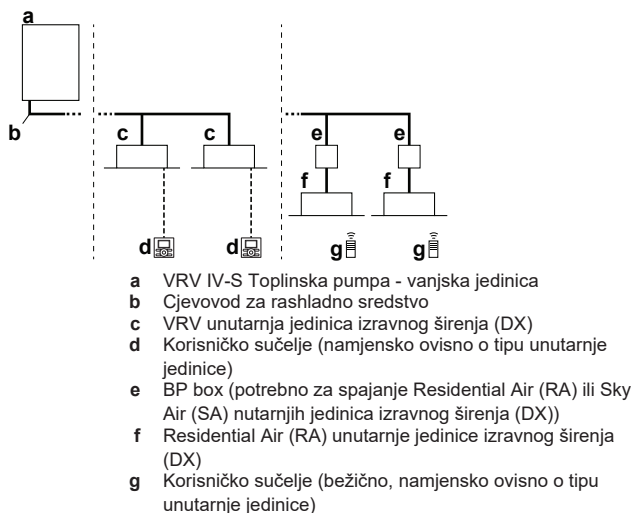 a
b
c c e e
f f
d d g g
a VRV IV-S Toplinska pumpa - vanjska jedinica
b Cjevovod za rashladno sredstvo
c VRV unutarnja jedinica izravnog širenja (DX)
d Korisničko sučelje (namjensko ovisno o tipu unutarnje
jedinice)
e BP box (potrebno za spajanje Residential Air (RA) ili Sky
Air (SA) nutarnjih jedinica izravnog širenja (DX))
f Residential Air (RA) unutarnje jedinice izravnog širenja
(DX)
g Korisničko sučelje (bežično, namjensko ovisno o tipu
unutarnje jedinice)